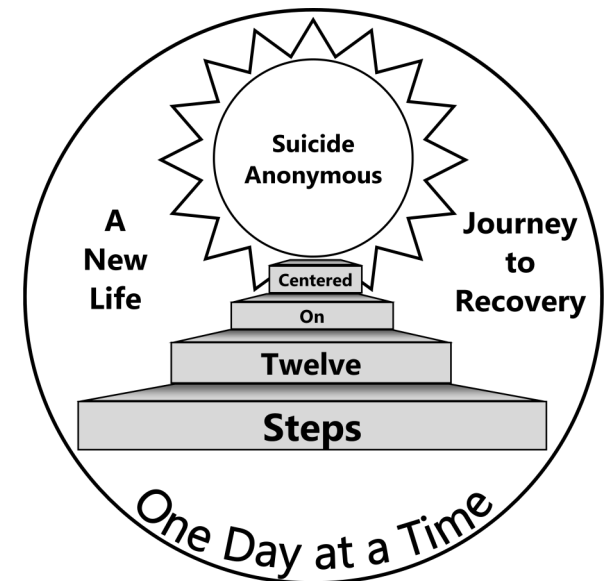 Suicide
Anonymous
A
New
Life
Journey
to
Recovery
Centered
On
Twelve
Steps
One Day at a Time